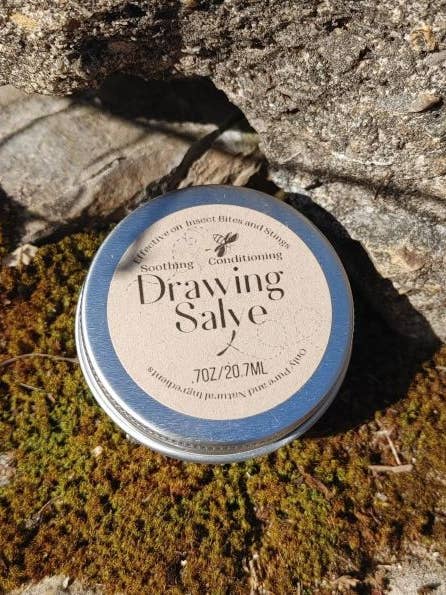 Effective on Insect Bites and Stings
Soothing Conditioning
Drawing
Salve
.7OZ/20.7ML
Only Pure and Natural Ingredients